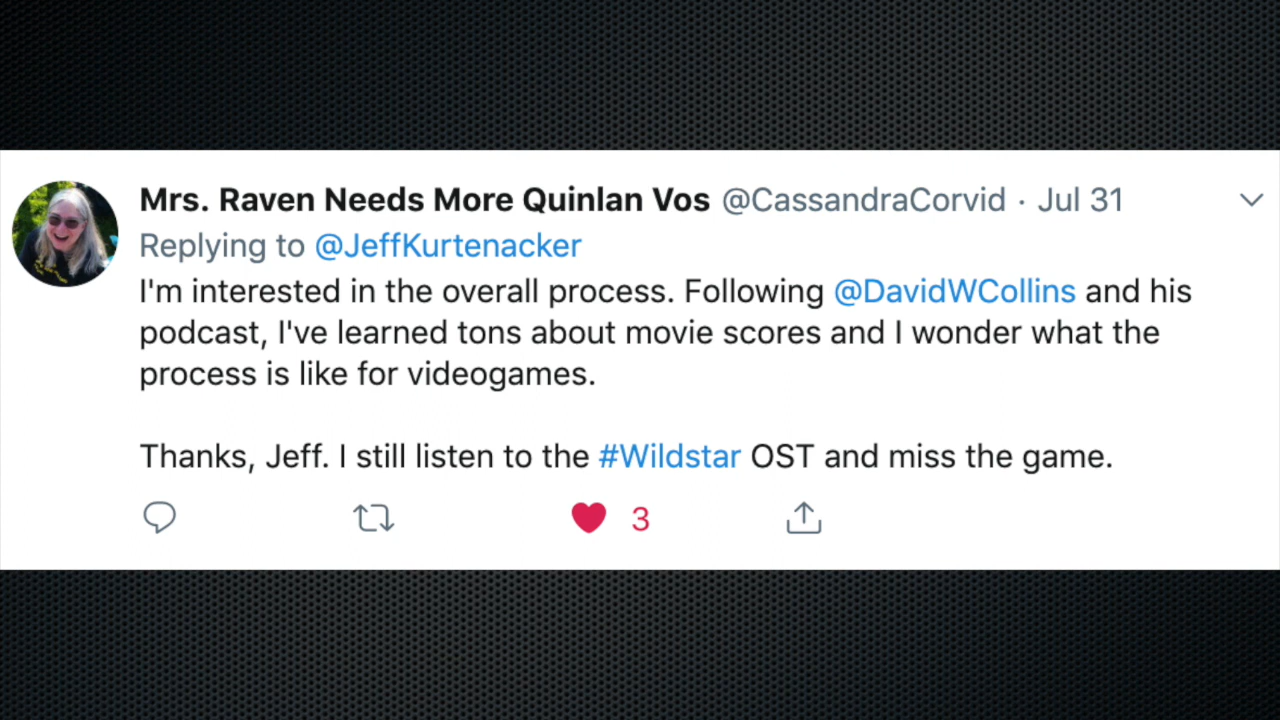 Mrs. Raven Needs More Quinlan Vos @CassandraCorvid · Jul 31
Replying to @JeffKurtenacker
I'm interested in the overall process. Following @DavidWCollins and his
podcast, I've learned tons about movie scores and I wonder what the
process is like for videogames.
Thanks, Jeff. I still listen to the #Wildstar OST and miss the game.
3